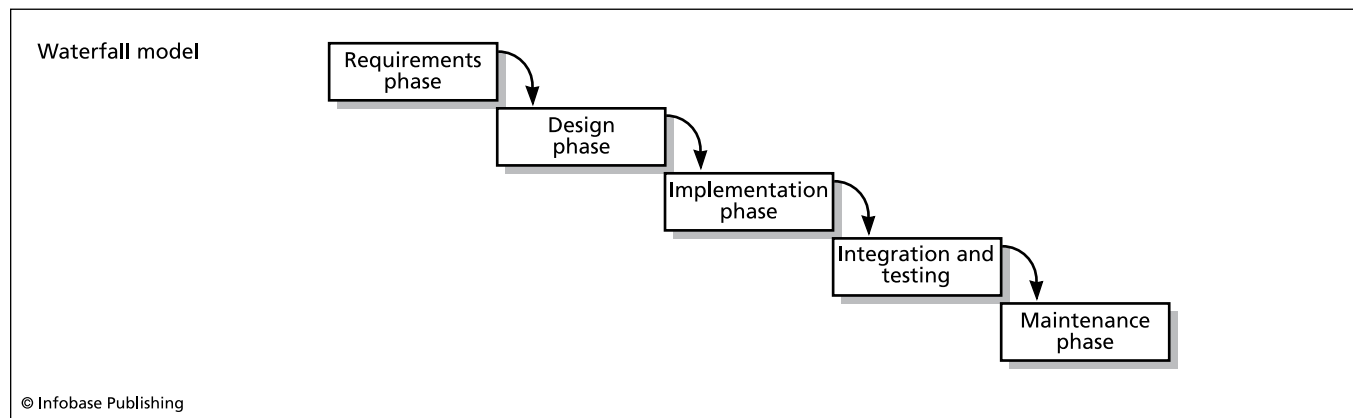 Waterfall model
Requirements
phase
Design
phase
Implementation
phase
Integration and
testing
Maintenance
phase
© Infobase Publishing